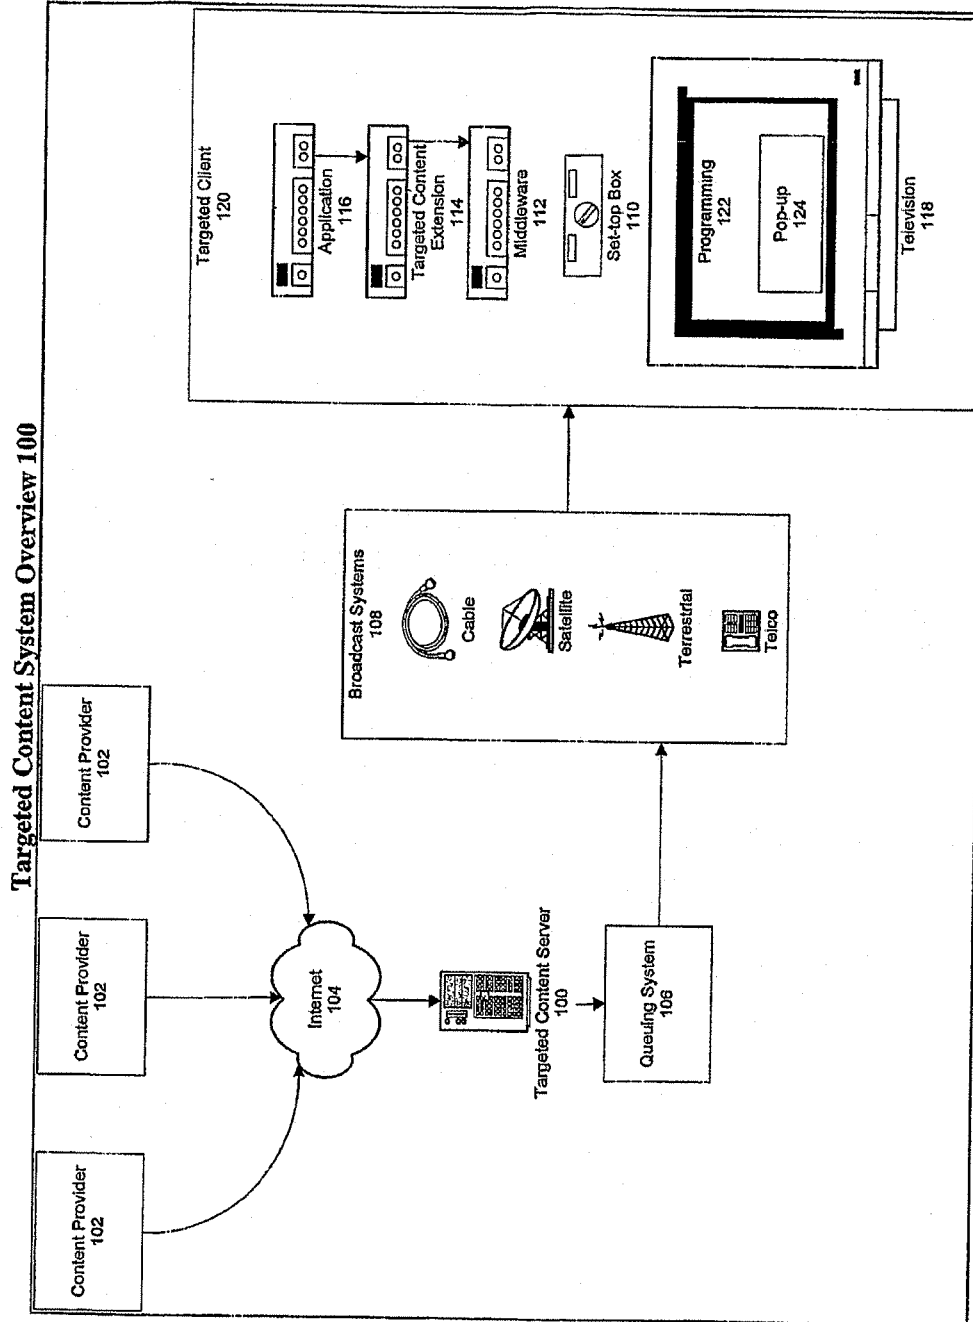 Targeted Content System Overview 100
Content Provider
102
Content Provider
102
Content Provider
102
Internet
104
Targeted Content Server
100
Queuing System
106
Broadcast Systems
108
Cable
Satellite
Terrestrial
Telco
Targeted Client
120
Application
116
Targeted Content
Extension
114
Middleware
112
Set-top Box
110
Programming
122
Pop-up
124
Television
118